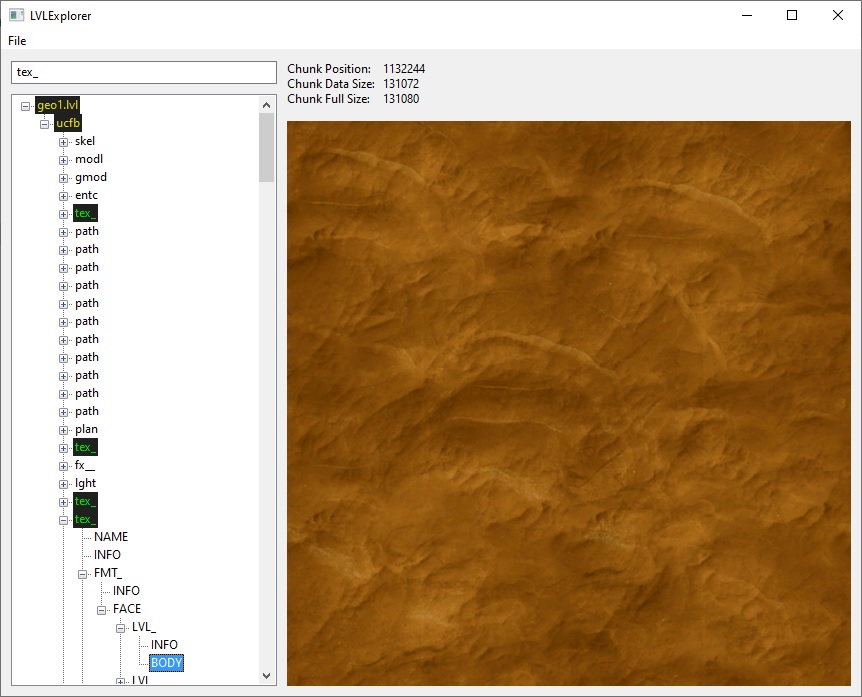 LVLExplorer
File
tex_
Chunk Position: 1132244
Chunk Data Size: 131072
Chunk Full Size: 131080
geo1.lvl
ucfb
skel
modl
gmod
entc
tex_
path
path
path
path
path
path
path
path
path
path
path
plan
tex_
fx__
lght
tex_
tex_
NAME
INFO
FMT_
INFO
FACE
LVL_
INFO
BODY